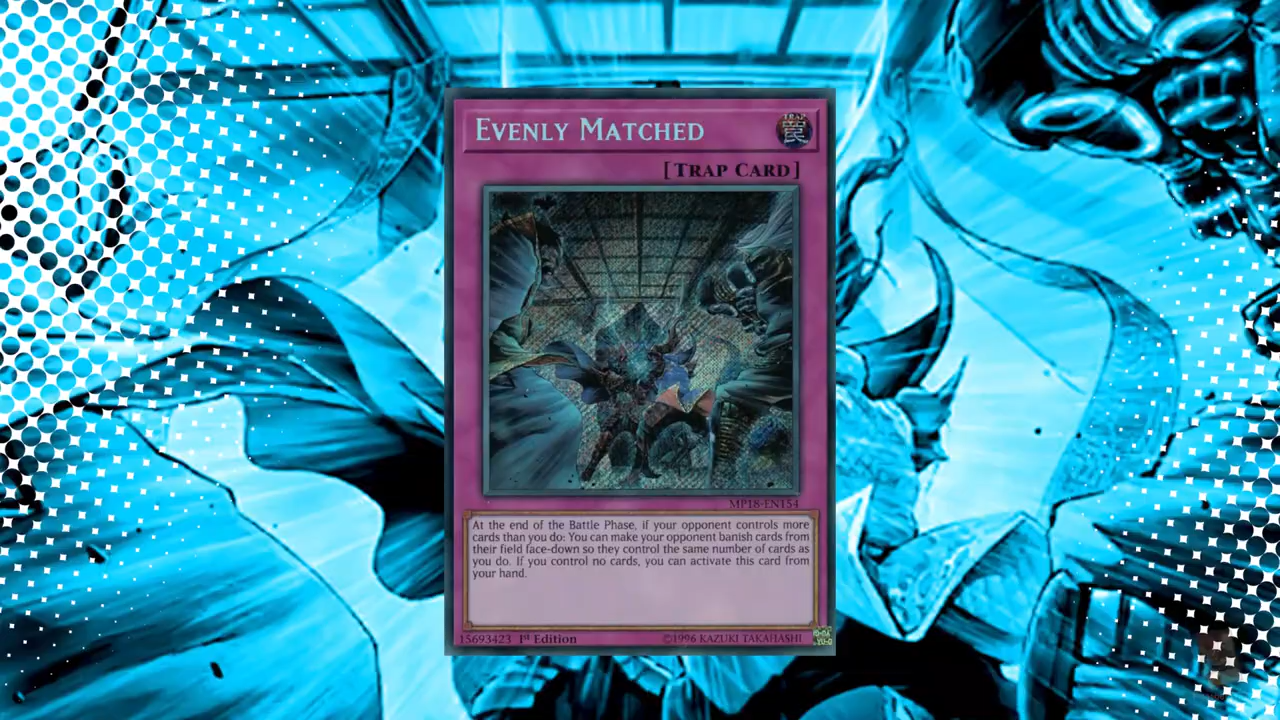 EVENLY MATCHED
TRAP
[TRAP CARD]
MP18-EN154
At the end of the Battle Phase, if your opponent controls more
cards than you do: You can make your opponent banish cards from
their field face-down so they control the same number of cards as
you do. If you control no cards, you can activate this card from
your hand.
15693423 1st Edition ©1996 KAZUKI TAKAHASHI